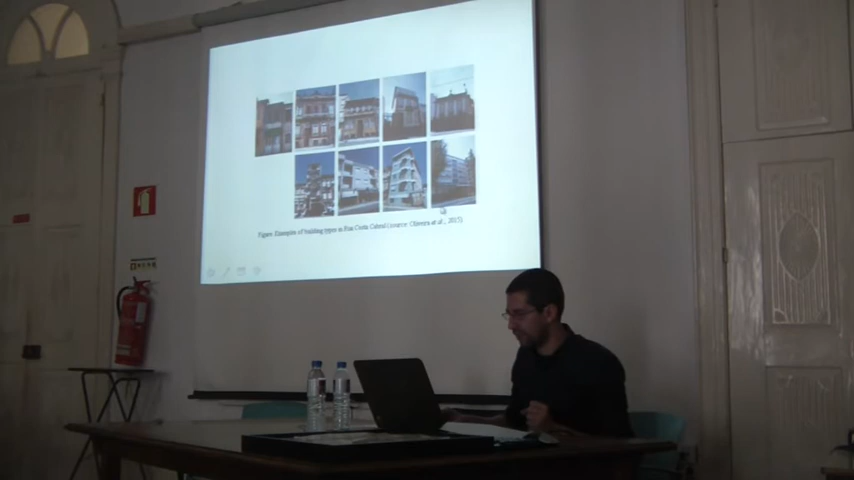 Figure. Examples of building types in Rua Costa Cabral (source: Oliveira et al., 2015)